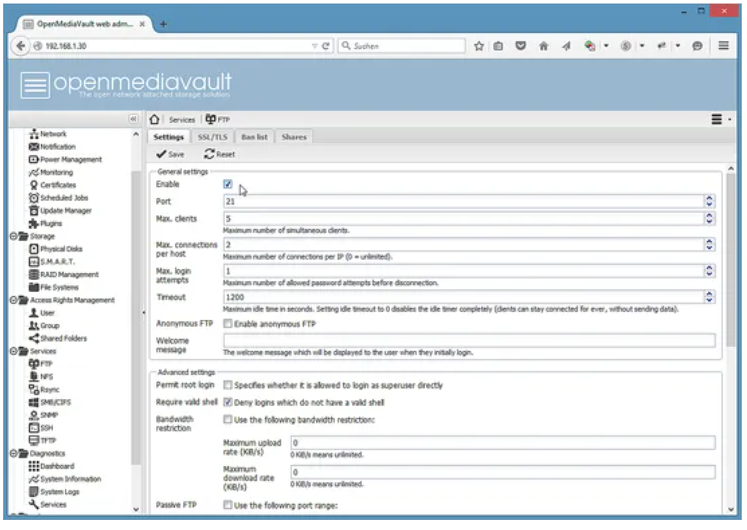 OpenMediaVault web adm...
192.168.1.30
Suchen
openmediavault
The open network attached storage solution
Services
FTP
Network
Notification
Power Management
Monitoring
Certificates
Scheduled Jobs
Update Manager
Plugins
Storage
Physical Disks
S.M.A.R.T.
RAID Management
File Systems
Access Rights Management
User
Group
Shared Folders
Services
FTP
NFS
Rsync
SMB/CIFS
SNMP
SSH
TFTP
Diagnostics
Dashboard
System Information
System Logs
Services
Settings SSL/TLS Ban list Shares
Save Reset
General settings
Enable
Port 21
Max. clients 5
Maximum number of simultaneous clients.
Max. connections per host 2
Maximum number of connections per IP (0 = unlimited).
Max. login attempts 1
Maximum number of allowed password attempts before disconnection.
Timeout 1200
Maximum idle time in seconds. Setting idle timeout to 0 disables the idle timer completely (clients can stay connected for ever, without sending data).
Anonymous FTP Enable anonymous FTP
Welcome message
The welcome message which will be displayed to the user when they initially login.
Advanced settings
Permit root login Specifies whether it is allowed to login as superuser directly
Require valid shell Deny logins which do not have a valid shell
Bandwidth restriction Use the following bandwidth restriction:
Maximum upload rate (KiB/s) 0
0 KiB/s means unlimited.
Maximum download rate (KiB/s) 0
0 KiB/s means unlimited.
Passive FTP Use the following port range: